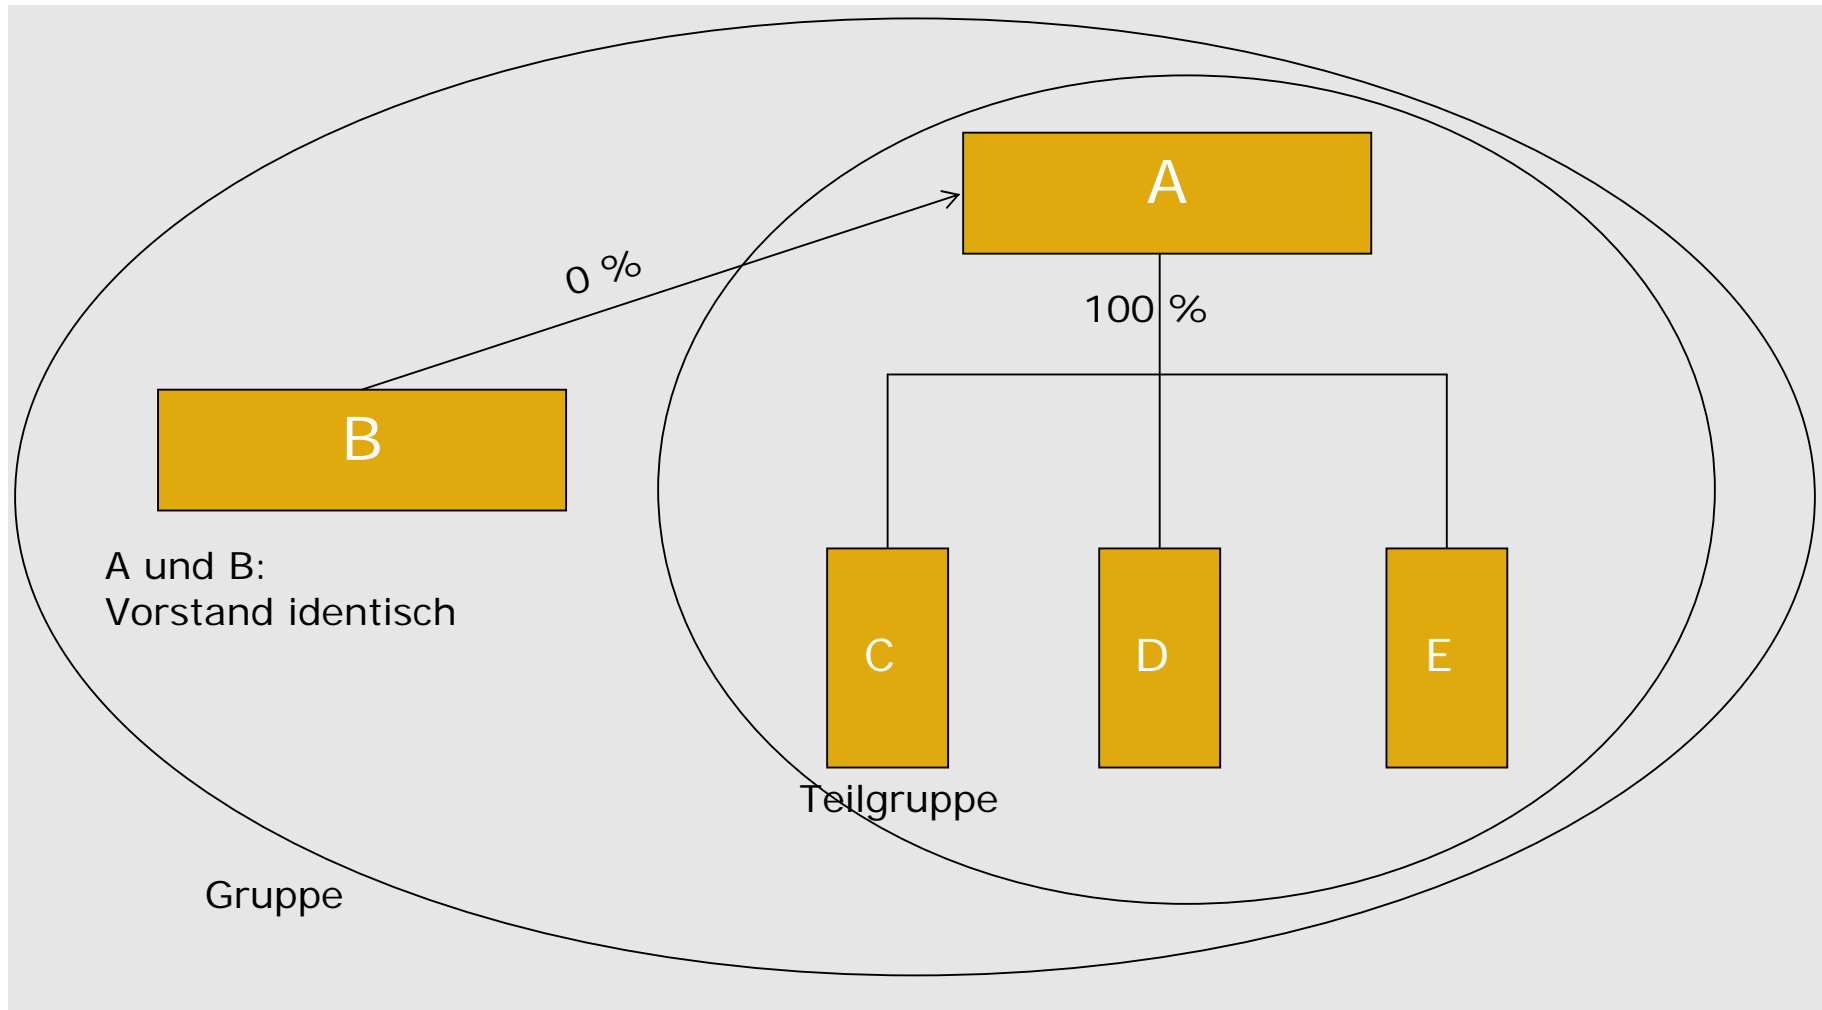 A
0 %
100 %
B
A und B:
Vorstand identisch
C
D
E
Teilgruppe
Gruppe